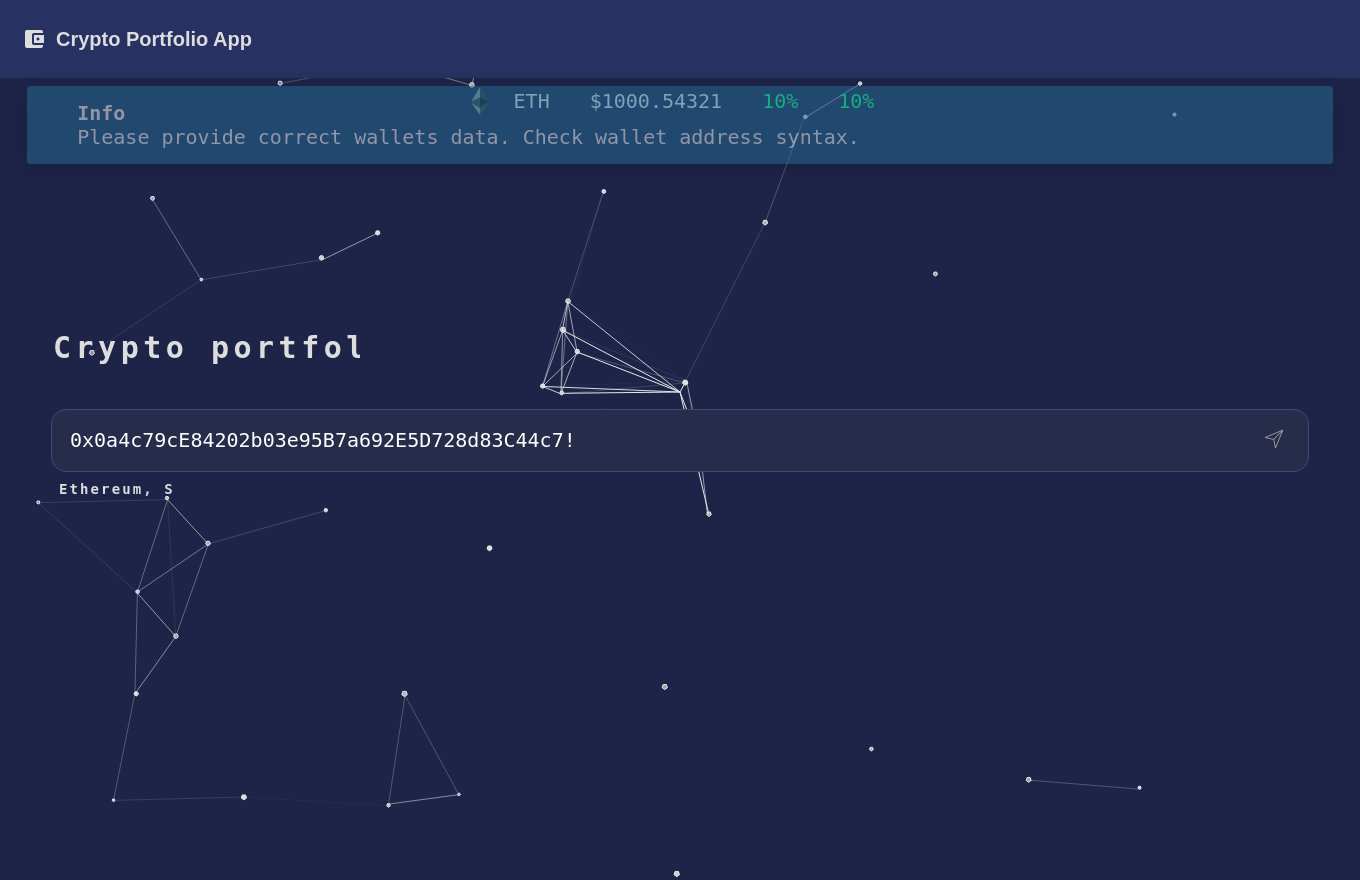 Crypto Portfolio App
ETH $1000.54321 10% 10%
Info
Please provide correct wallets data. Check wallet address syntax.
Crypto portfol
0x0a4c79cE84202b03e95B7a692E5D728d83C44c7!
Ethereum, S